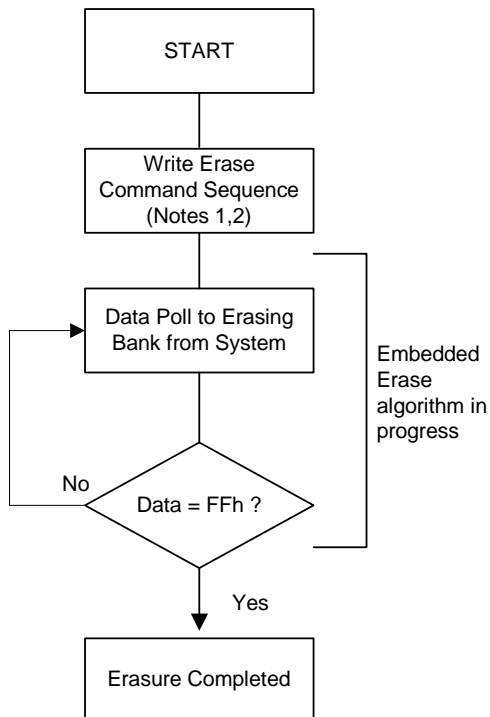 START
Write Erase
Command Sequence
(Notes 1,2)
Data Poll to Erasing
Bank from System
Embedded
Erase
algorithm in
progress
No
Data = FFh ?
Yes
Erasure Completed